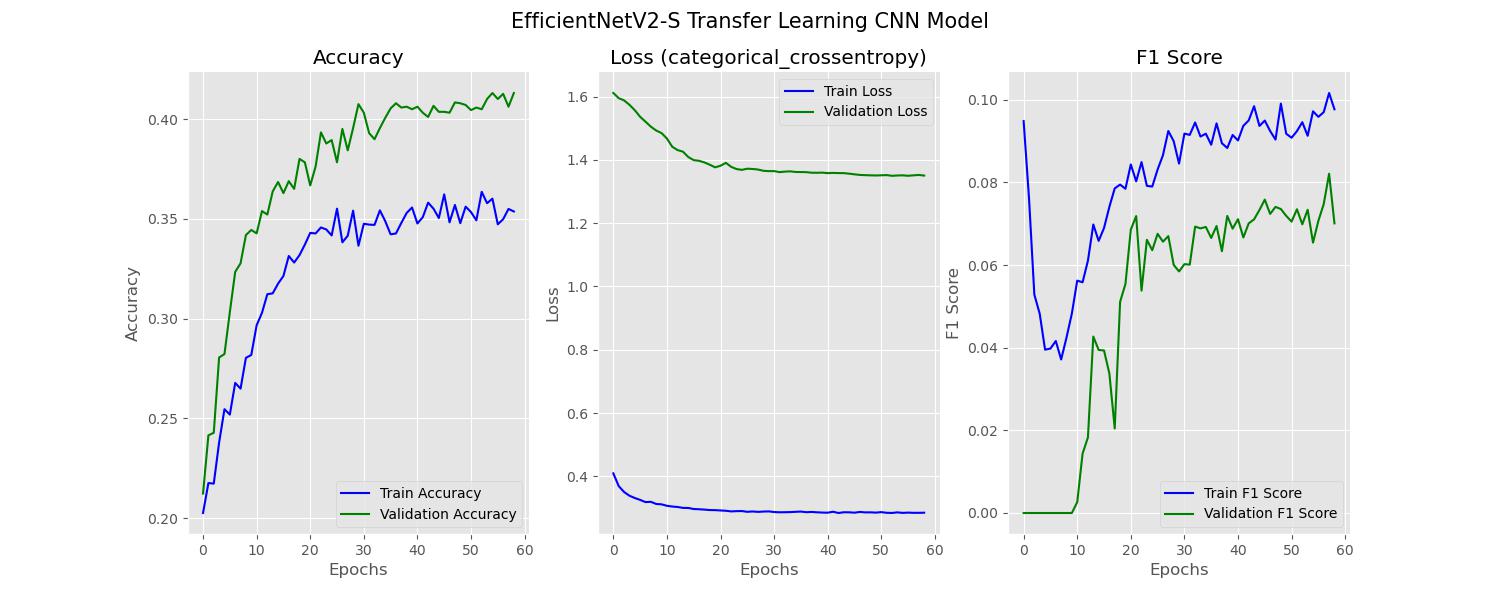 EfficientNetV2-S Transfer Learning CNN Model
Accuracy
Accuracy
0.40
0.35
0.30
0.25
0.20
0 10 20 30 40 50 60
Epochs
Train Accuracy
Validation Accuracy
Loss (categorical_crossentropy)
Loss
1.6
1.4
1.2
1.0
0.8
0.6
0.4
0 10 20 30 40 50 60
Epochs
Train Loss
Validation Loss
F1 Score
F1 Score
0.10
0.08
0.06
0.04
0.02
0.00
0 10 20 30 40 50 60
Epochs
Train F1 Score
Validation F1 Score